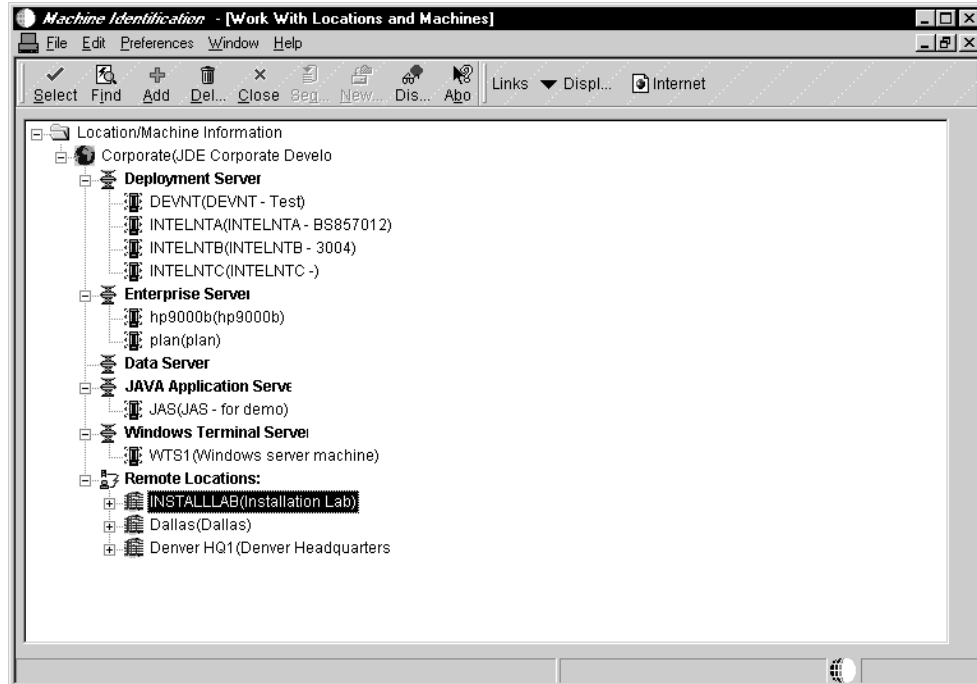 Machine Identification - [Work With Locations and Machines]
File Edit Preferences Window Help
Select Find Add Del... Close Seq... New... Dis... Abo Links Displ... Internet
Location/Machine Information
Corporate(JDE Corporate Develo
Deployment Server
DEVNT(DEVNT - Test)
INTELNTA(INTELNTA - BS857012)
INTELNTB(INTELNTB - 3004)
INTELNTC(INTELNTC -)
Enterprise Server
hp9000b(hp9000b)
plan(plan)
Data Server
JAVA Application Serve
JAS(JAS - for demo)
Windows Terminal Server
WTS1(Windows server machine)
Remote Locations:
INSTALLLAB(Installation Lab)
Dallas(Dallas)
Denver HQ1(Denver Headquarters